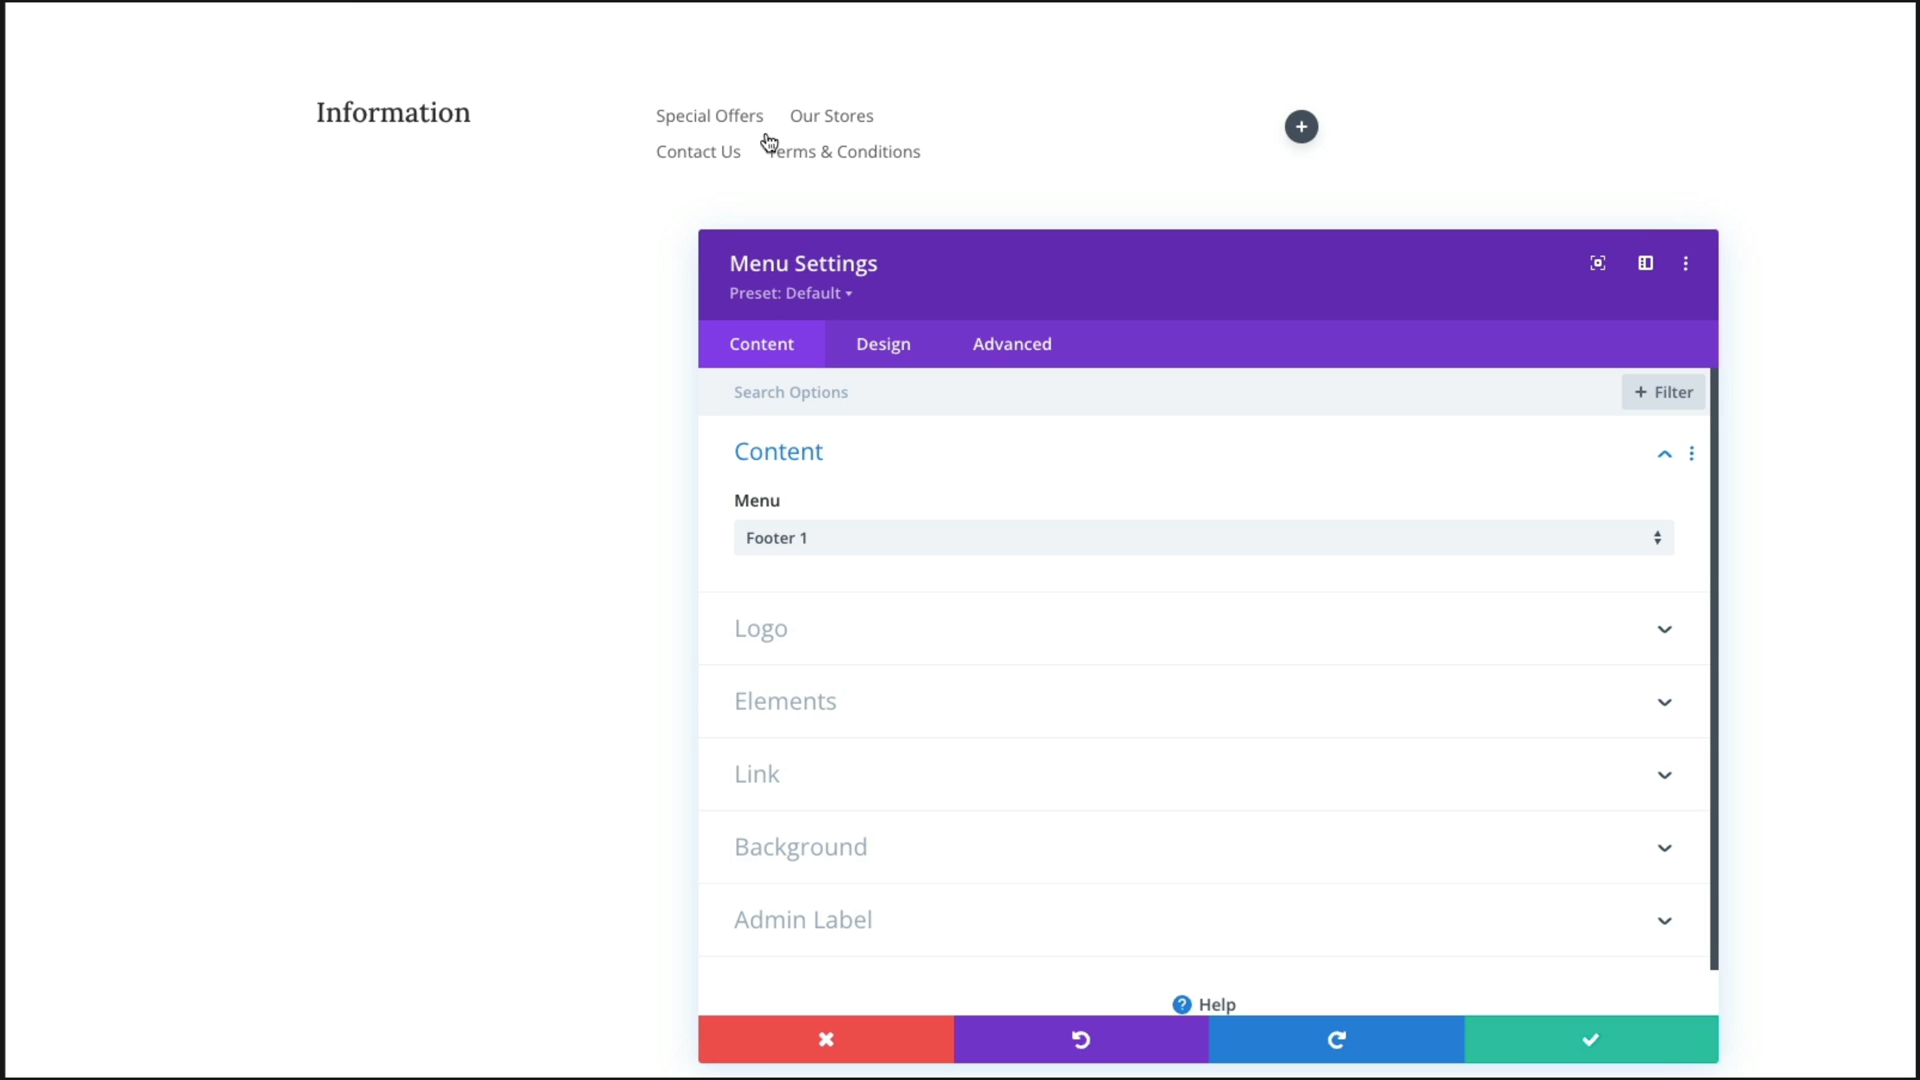 Information
Special Offers Our Stores
Contact Us Terms & Conditions
Menu Settings
Preset: Default
Content Design Advanced
Search Options
+ Filter
Content
Menu
Footer 1
Logo
Elements
Link
Background
Admin Label
? Help